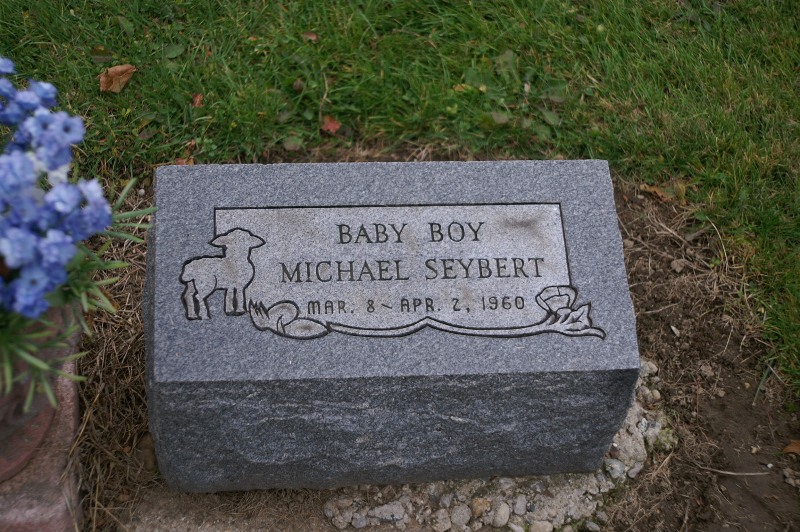 BABY BOY
MICHAEL SEYBERT
MAR. 8 ~ APR. 2, 1960